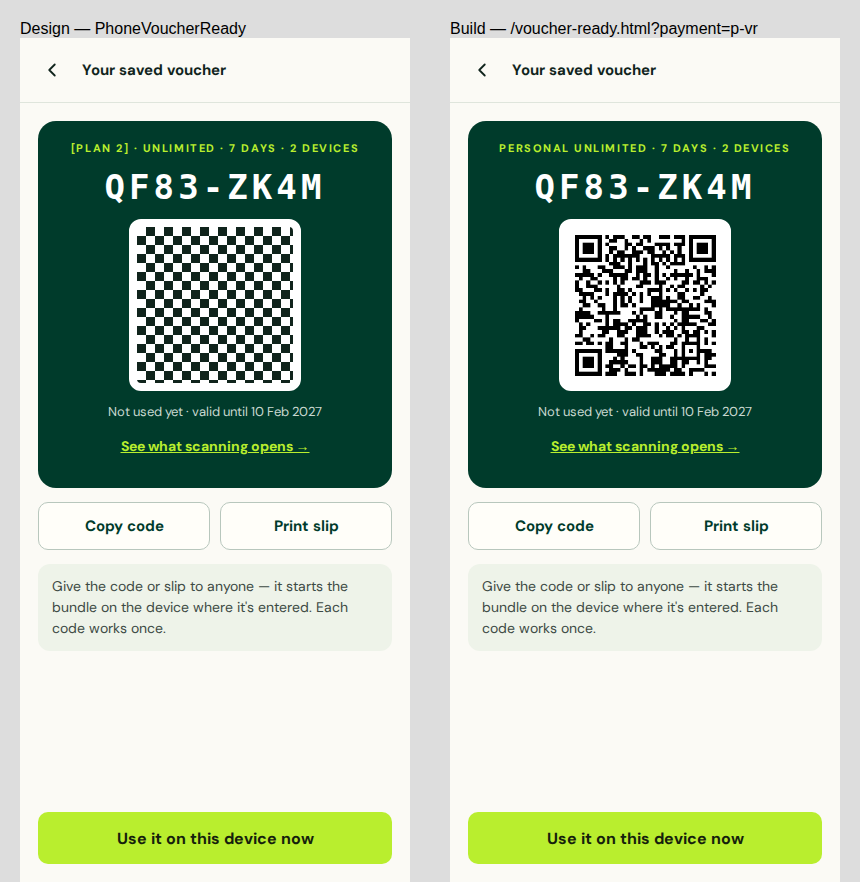 Design — PhoneVoucherReady
Your saved voucher
[PLAN 2] · UNLIMITED · 7 DAYS · 2 DEVICES
QF83-ZK4M
Not used yet · valid until 10 Feb 2027
See what scanning opens →
Copy code
Print slip
Give the code or slip to anyone — it starts the
bundle on the device where it's entered. Each
code works once.
Use it on this device now
Build — /voucher-ready.html?payment=p-vr
Your saved voucher
PERSONAL UNLIMITED · 7 DAYS · 2 DEVICES
QF83-ZK4M
Not used yet · valid until 10 Feb 2027
See what scanning opens →
Copy code
Print slip
Give the code or slip to anyone — it starts the
bundle on the device where it's entered. Each
code works once.
Use it on this device now